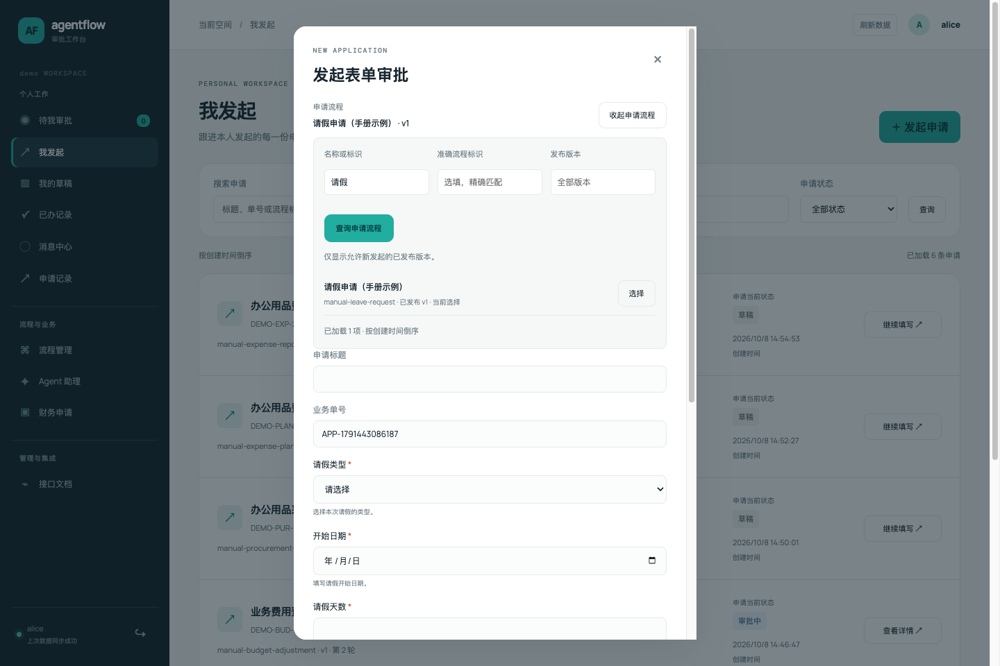 AF
agentflow
审批工作台
demo WORKSPACE
个人工作
待我审批
0
我发起
我的草稿
已办记录
消息中心
申请记录
流程与业务
流程管理
Agent 助理
财务申请
管理与集成
接口文档
alice
上次数据同步成功
当前空间 / 我发起
刷新数据
A
alice
PERSONAL WORKSPACE
我发起
跟进本人发起的每一份
+ 发起申请
搜索申请
标题、单号或流程
申请状态
全部状态
查询
按创建时间倒序
已加载 6 条申请
办公用品
DEMO-EXP-
manual-expense-repo
申请当前状态
草稿
2026/10/8 14:54:53
创建时间
继续填写 ↗
办公用品
DEMO-PLAN
manual-expense-plan
申请当前状态
草稿
2026/10/8 14:52:27
创建时间
继续填写 ↗
办公用品
DEMO-PUR-
manual-procurement-
申请当前状态
草稿
2026/10/8 14:50:01
创建时间
继续填写 ↗
业务费用
DEMO-BUD-
manual-budget-adjustment · v1 · 第 2 轮
申请当前状态
审批中
2026/10/8 14:46:47
创建时间
查看详情 ↗
NEW APPLICATION
发起表单审批
×
申请流程
请假申请（手册示例） · v1
收起申请流程
名称或标识
准确流程标识
发布版本
请假
选填，精确匹配
全部版本
查询申请流程
仅显示允许新发起的已发布版本。
请假申请（手册示例）
manual-leave-request · 已发布 v1 · 当前选择
选择
已加载 1 项 · 按创建时间倒序
申请标题
业务单号
APP-1791443086187
请假类型 *
请选择
选择本次请假的类型。
开始日期 *
年 / 月 / 日
填写请假开始日期。
请假天数 *